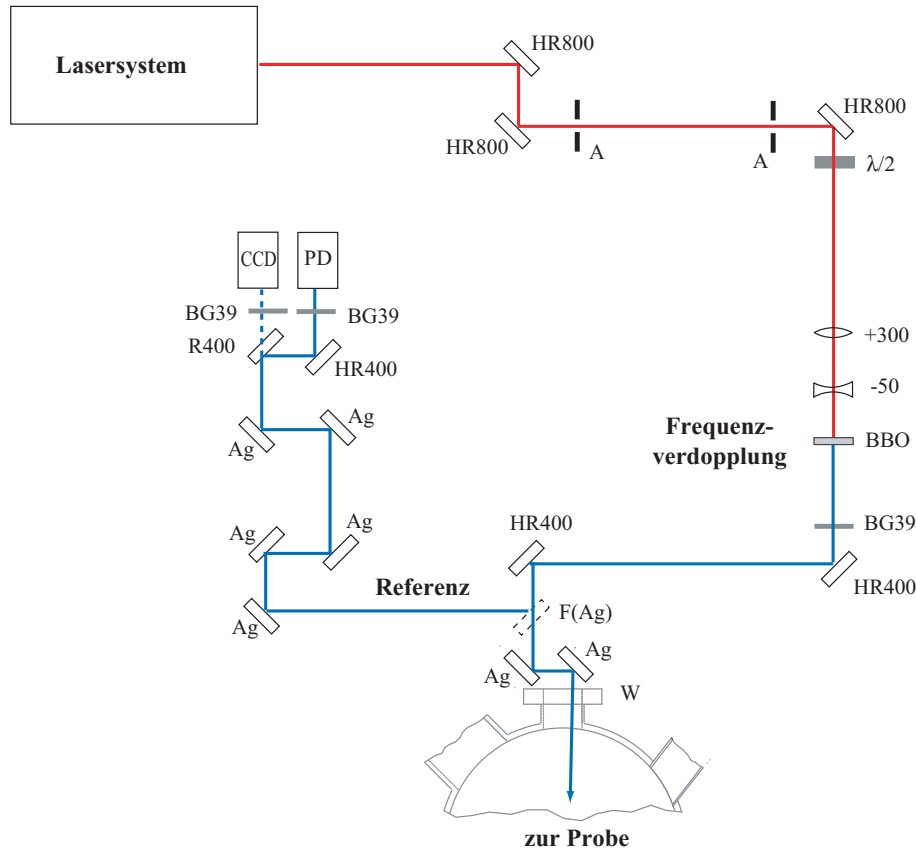 HR800
Lasersystem
HR800
HR800
A
A
λ/2
CCD
PD
BG39
BG39
R400
HR400
+300
-50
Ag
Ag
Frequenz-
verdopplung
BBO
BG39
HR400
Ag
Ag
HR400
Referenz
F(Ag)
Ag
Ag
Ag
W
zur Probe